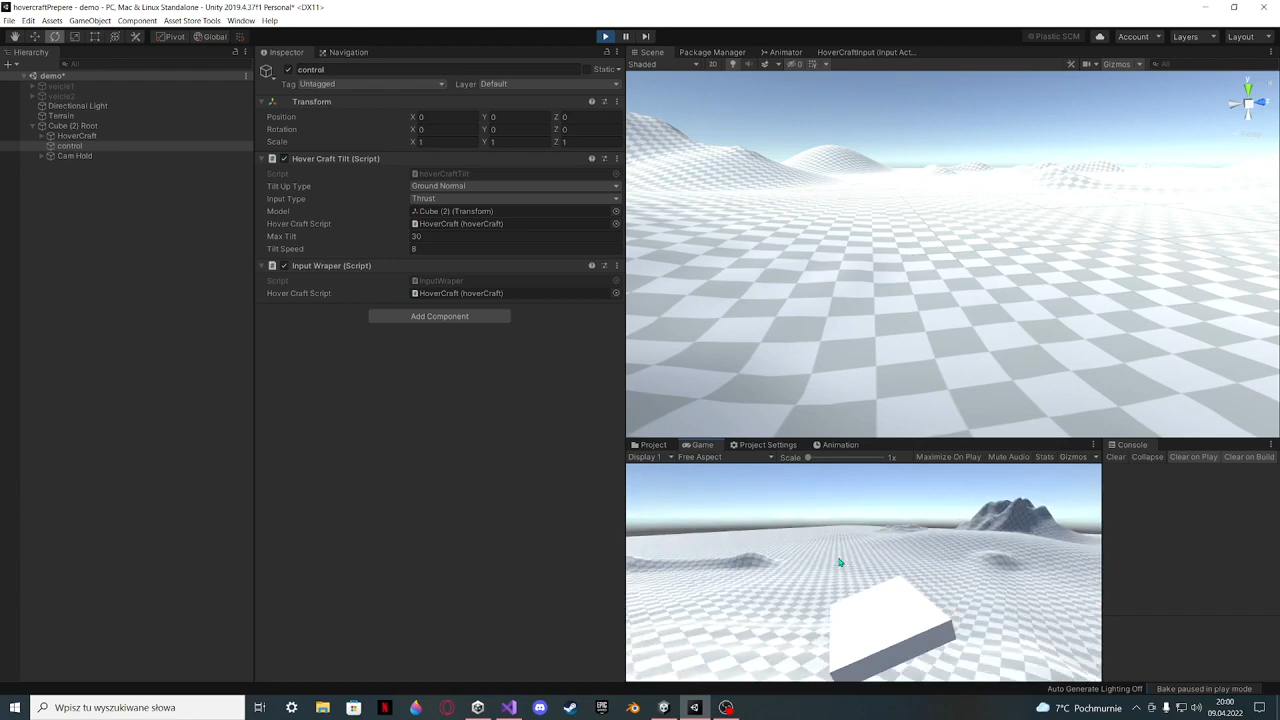 hovercraftPrepere - demo - PC, Mac & Linux Standalone - Unity 2019.4.37f1 Personal* <DX11>
File Edit Assets GameObject Component Asset Store Tools Window Help
Pivot Global Plastic SCM Account Layers Layout
Hierarchy
All
demo*
veicle1
veicle2
Directional Light
Terrain
Cube (2) Root
HoverCraft
control
Cam Hold
Inspector Navigation
control Static
Tag Untagged Layer Default
Transform
Position X 0 Y 0 Z 0
Rotation X 0 Y 0 Z 0
Scale X 1 Y 1 Z 1
Hover Craft Tilt (Script)
Script hoverCraftTilt
Tilt Up Type Ground Normal
Input Type Thrust
Model Cube (2) (Transform)
Hover Craft Script HoverCraft (hoverCraft)
Max Tilt 30
Tilt Speed 8
Input Wraper (Script)
Script InputWraper
Hover Craft Script HoverCraft (hoverCraft)
Add Component
Scene Package Manager Animator HoverCraftInput (Input Act...
Shaded 2D 0 Gizmos All
y
Persp
Project Game Project Settings Animation
Display 1 Free Aspect Scale 1x Maximize On Play Mute Audio Stats Gizmos
Console
Clear Collapse Clear on Play Clear on Build
Auto Generate Lighting Off Bake paused in play mode
Wpisz tu wyszukiwane słowa
7°C Pochmurnie
20:00
09.04.2022